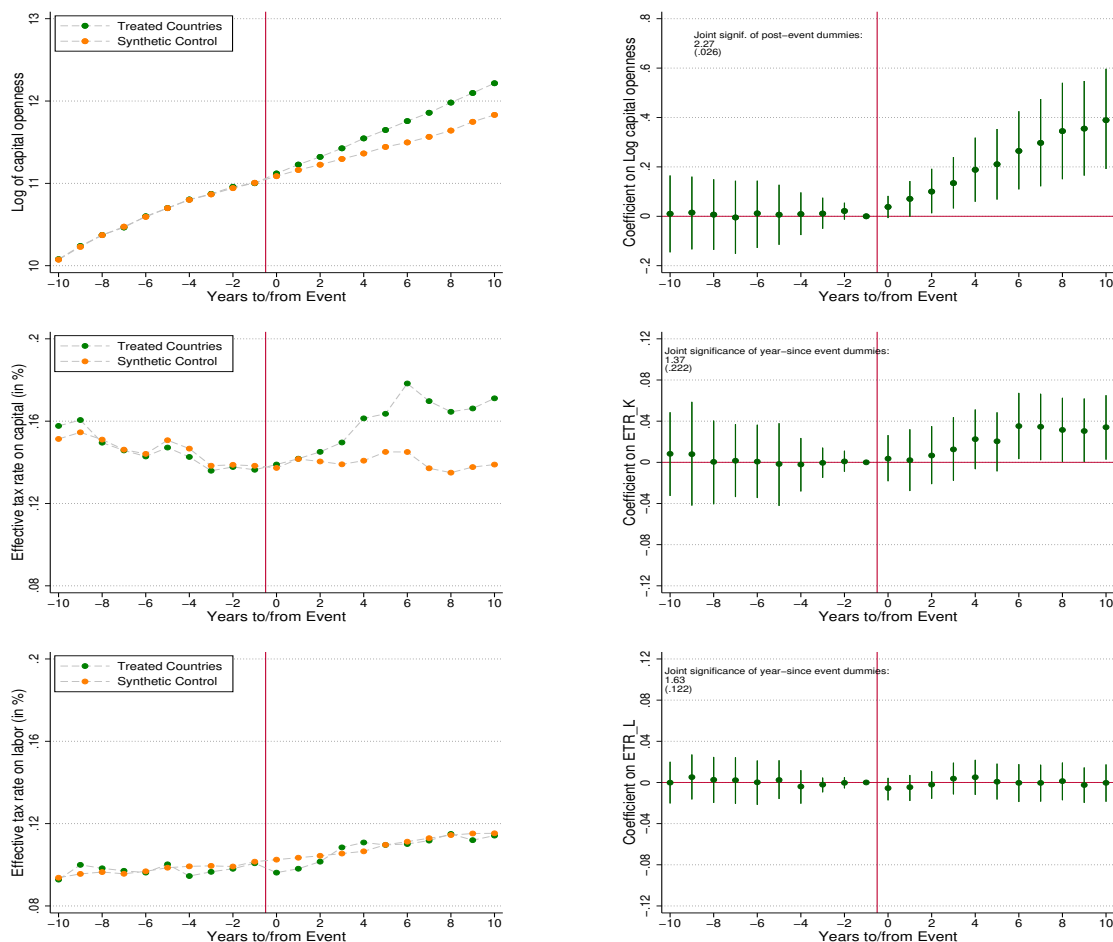 Treated Countries
Synthetic Control
Log of capital openness
13
12
11
10
−10 −8 −6 −4 −2 0 2 4 6 8 10
Years to/from Event
Joint signif. of post−event dummies:
2.27
(.026)
Coefficient on Log capital openness
.8
.6
.4
.2
0
−.2
−10 −8 −6 −4 −2 0 2 4 6 8 10
Years to/from Event
Treated Countries
Synthetic Control
Effective tax rate on capital (in %)
.2
.16
.12
.08
−10 −8 −6 −4 −2 0 2 4 6 8 10
Years to/from Event
Joint significance of year−since event dummies:
1.37
(.222)
Coefficient on ETR_K
.12
.08
.04
0
−.04
−.08
−.12
−10 −8 −6 −4 −2 0 2 4 6 8 10
Years to/from Event
Treated Countries
Synthetic Control
Effective tax rate on labor (in %)
.2
.16
.12
.08
−10 −8 −6 −4 −2 0 2 4 6 8 10
Years to/from Event
Joint significance of year−since event dummies:
1.63
(.122)
Coefficient on ETR_L
.12
.08
.04
0
−.04
−.08
−.12
−10 −8 −6 −4 −2 0 2 4 6 8 10
Years to/from Event